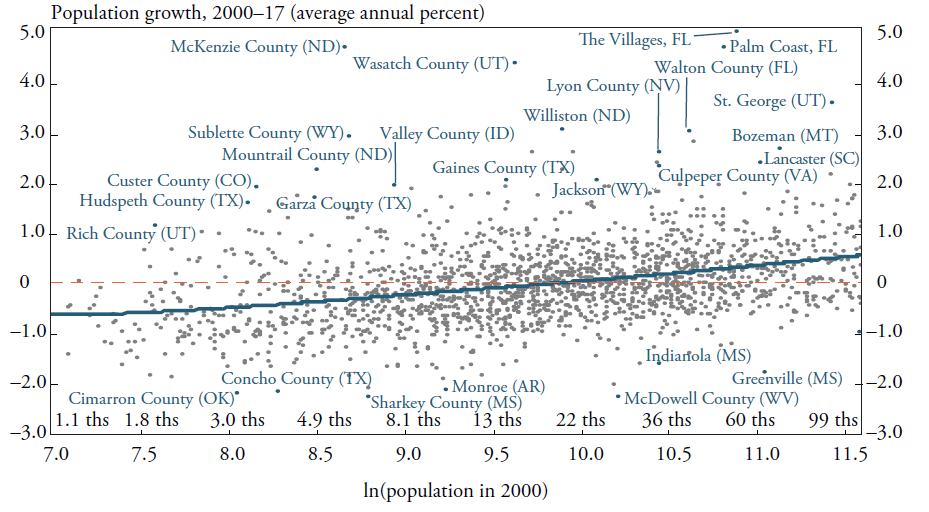 Population growth, 2000–17 (average annual percent)
5.0 5.0
The Villages, FL
McKenzie County (ND) Palm Coast, FL
Wasatch County (UT) Walton County (FL)
4.0 4.0
Lyon County (NV)
St. George (UT)
Williston (ND)
3.0 3.0
Sublette County (WY) Valley County (ID) Bozeman (MT)
Mountrail County (ND) Lancaster (SC)
Gaines County (TX) Culpeper County (VA)
2.0 2.0
Custer County (CO) Jackson (WY)
Hudspeth County (TX) Garza County (TX)
1.0 1.0
Rich County (UT)
0 0
−1.0 −1.0
Indianola (MS)
Concho County (TX) Greenville (MS)
−2.0 −2.0
Monroe (AR)
Cimarron County (OK) Sharkey County (MS) McDowell County (WV)
1.1 ths 1.8 ths 3.0 ths 4.9 ths 8.1 ths 13 ths 22 ths 36 ths 60 ths 99 ths
−3.0 −3.0
7.0 7.5 8.0 8.5 9.0 9.5 10.0 10.5 11.0 11.5
ln(population in 2000)